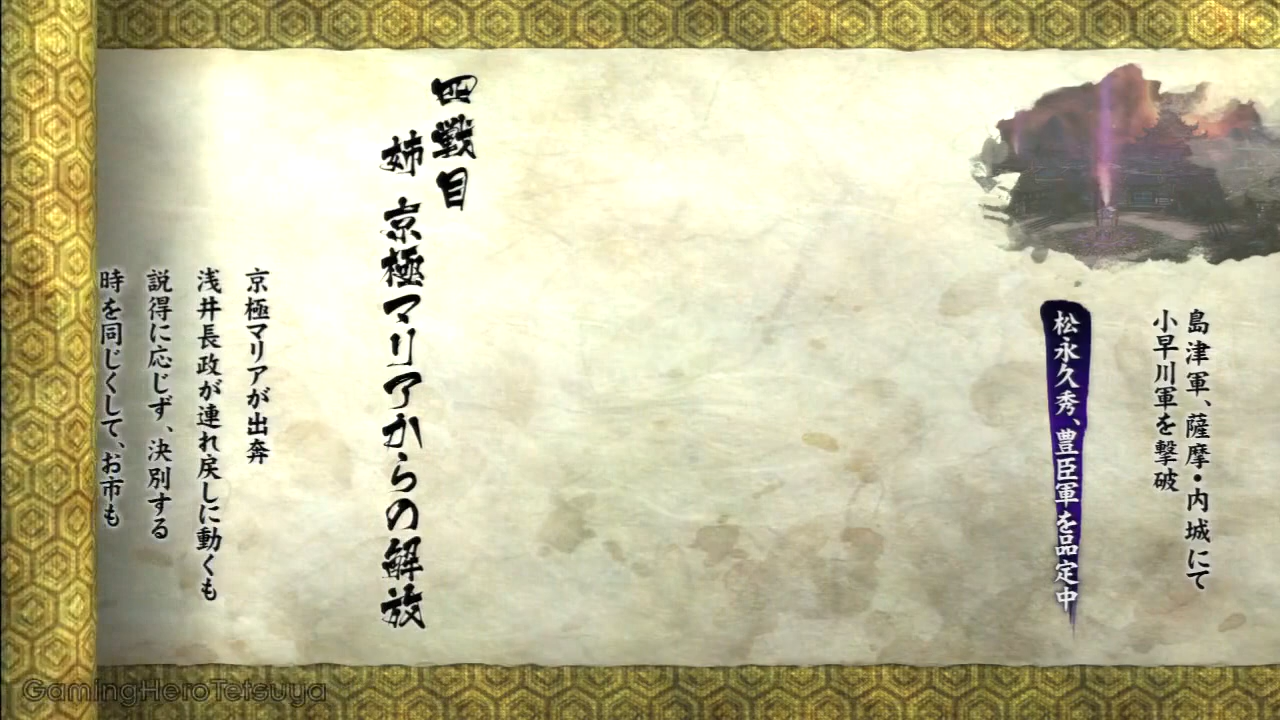 島津軍、薩摩・内城にて
小早川軍を撃破
松永久秀、豊臣軍を品定中
四戦目
姉 京極マリアからの解放
京極マリアが出奔
浅井長政が連れ戻しに動くも
説得に応じず、決別する
時を同じくして、お市も
GamingHeroTetsuya